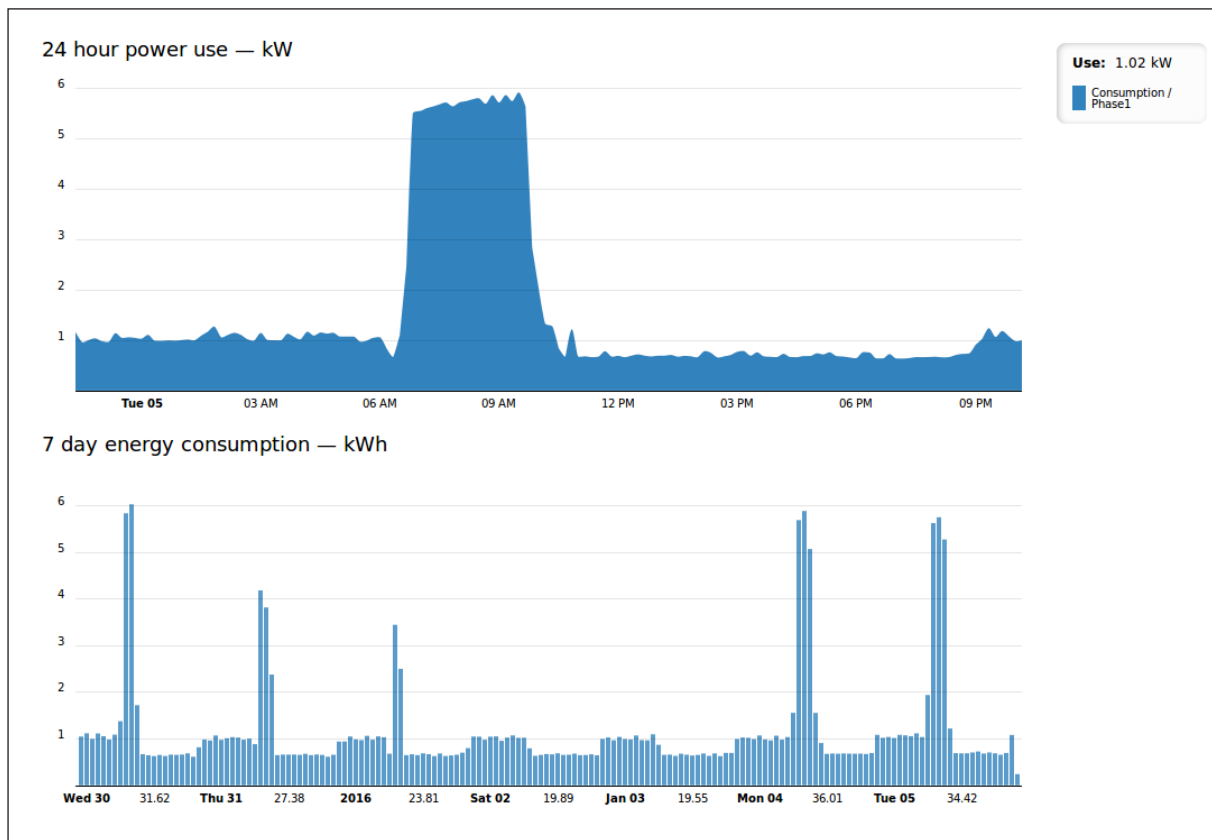 24 hour power use — kW
Use: 1.02 kW
Consumption /
Phase1
6
5
4
3
2
1
Tue 05 03 AM 06 AM 09 AM 12 PM 03 PM 06 PM 09 PM
7 day energy consumption — kWh
6
5
4
3
2
1
Wed 30 31.62 Thu 31 27.38 2016 23.81 Sat 02 19.89 Jan 03 19.55 Mon 04 36.01 Tue 05 34.42